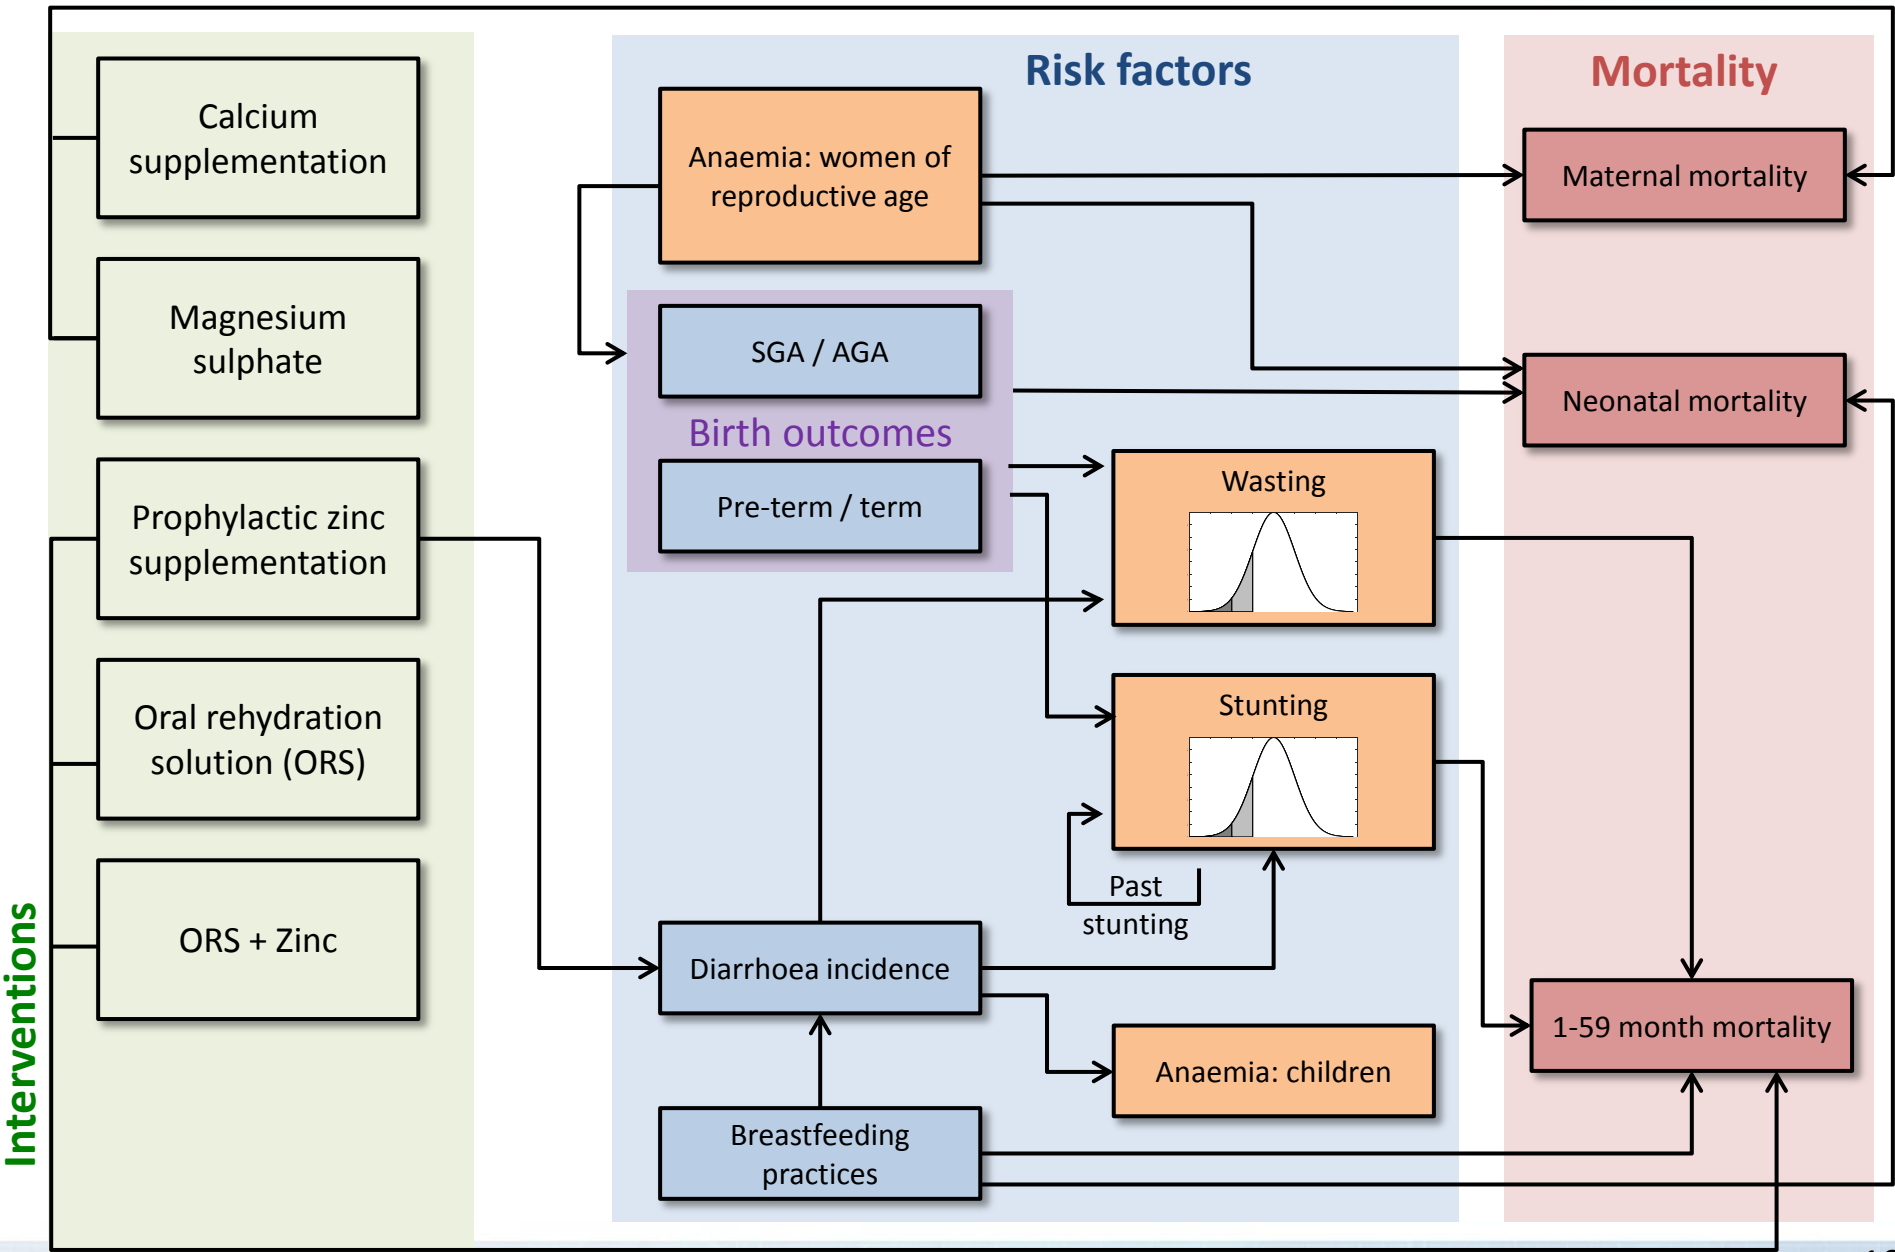 Interventions
Calcium
supplementation
Magnesium
sulphate
Prophylactic zinc
supplementation
Oral rehydration
solution (ORS)
ORS + Zinc
Risk factors
Anaemia: women of
reproductive age
SGA / AGA
Birth outcomes
Pre-term / term
Wasting
Stunting
Past
stunting
Diarrhoea incidence
Anaemia: children
Breastfeeding
practices
Mortality
Maternal mortality
Neonatal mortality
1-59 month mortality